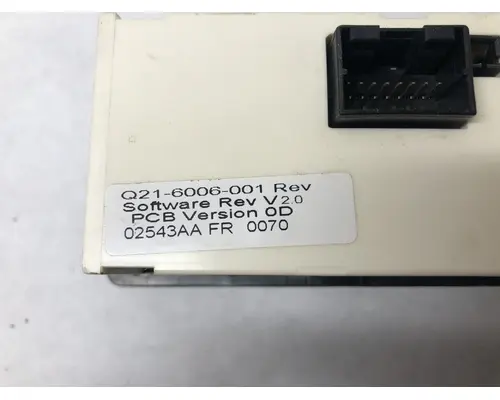 Q21-6006-001 Rev
Software Rev V2.0
PCB Version 0D
02543AA FR 0070